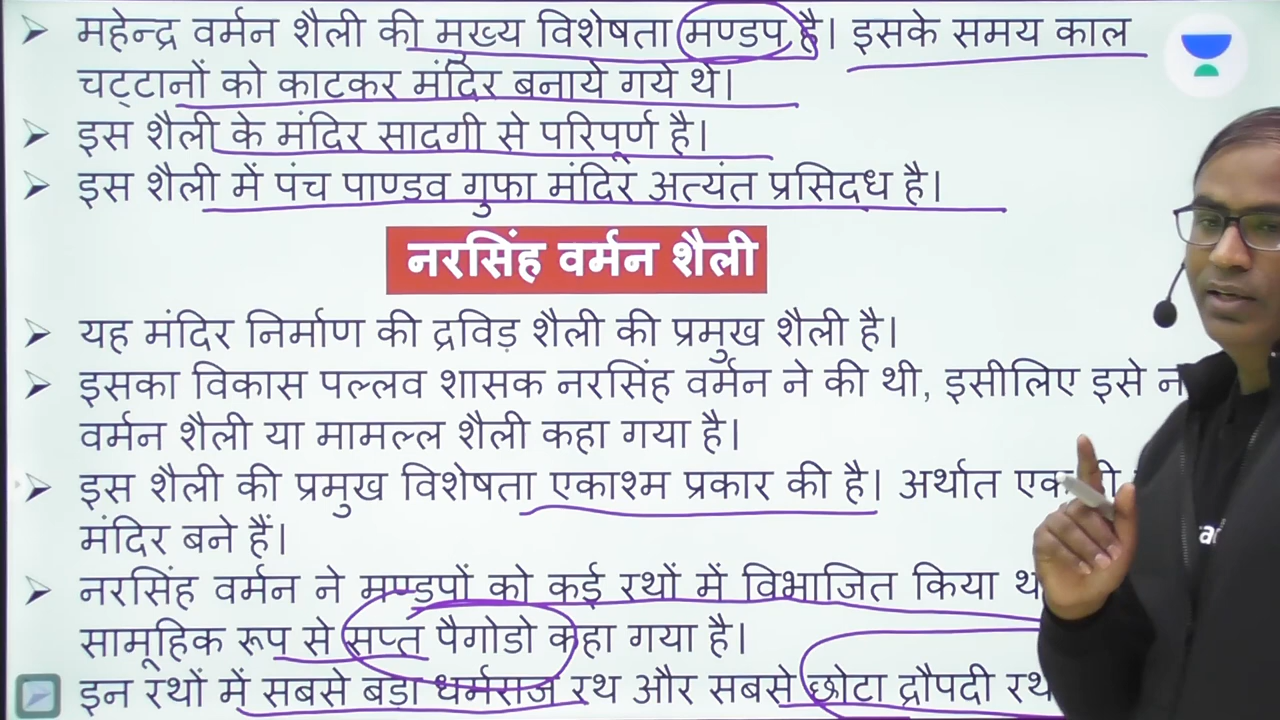 ➤ महेन्द्र वर्मन शैली की मुख्य विशेषता मण्डप है। इसके समय काल
चट्टानों को काटकर मंदिर बनाये गये थे।
➤ इस शैली के मंदिर सादगी से परिपूर्ण है।
➤ इस शैली में पंच पाण्डव गुफा मंदिर अत्यंत प्रसिद्ध है।
नरसिंह वर्मन शैली
➤ यह मंदिर निर्माण की द्रविड़ शैली की प्रमुख शैली है।
➤ इसका विकास पल्लव शासक नरसिंह वर्मन ने की थी, इसीलिए इसे
वर्मन शैली या मामल्ल शैली कहा गया है।
➤ इस शैली की प्रमुख विशेषता एकाश्म प्रकार की है। अर्थात
मंदिर बने हैं।
➤ नरसिंह वर्मन ने मण्डपों को कई रथों में विभाजित किया
सामूहिक रूप से सप्त पैगोडो कहा गया है।
➤ इन रथों में सबसे बड़ा धर्मराज रथ और सबसे छोटा द्रौपदी रथ